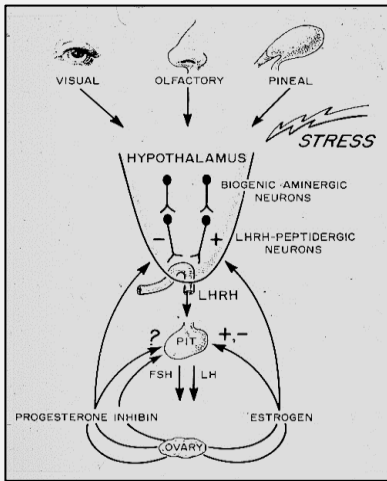 VISUAL OLFACTORY PINEAL
STRESS
HYPOTHALAMUS
BIOGENIC-AMINERGIC
NEURONS
LHRH-PEPTIDERGIC
NEURONS
- +
LHRH
? PIT +,-
FSH LH
PROGESTERONE INHIBIN ESTROGEN
OVARY